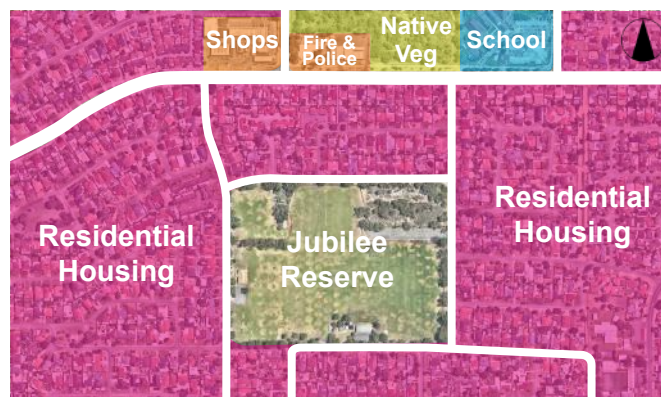 Shops
Fire &
Police
Native
Veg
School
Residential
Housing
Jubilee
Reserve
Residential
Housing